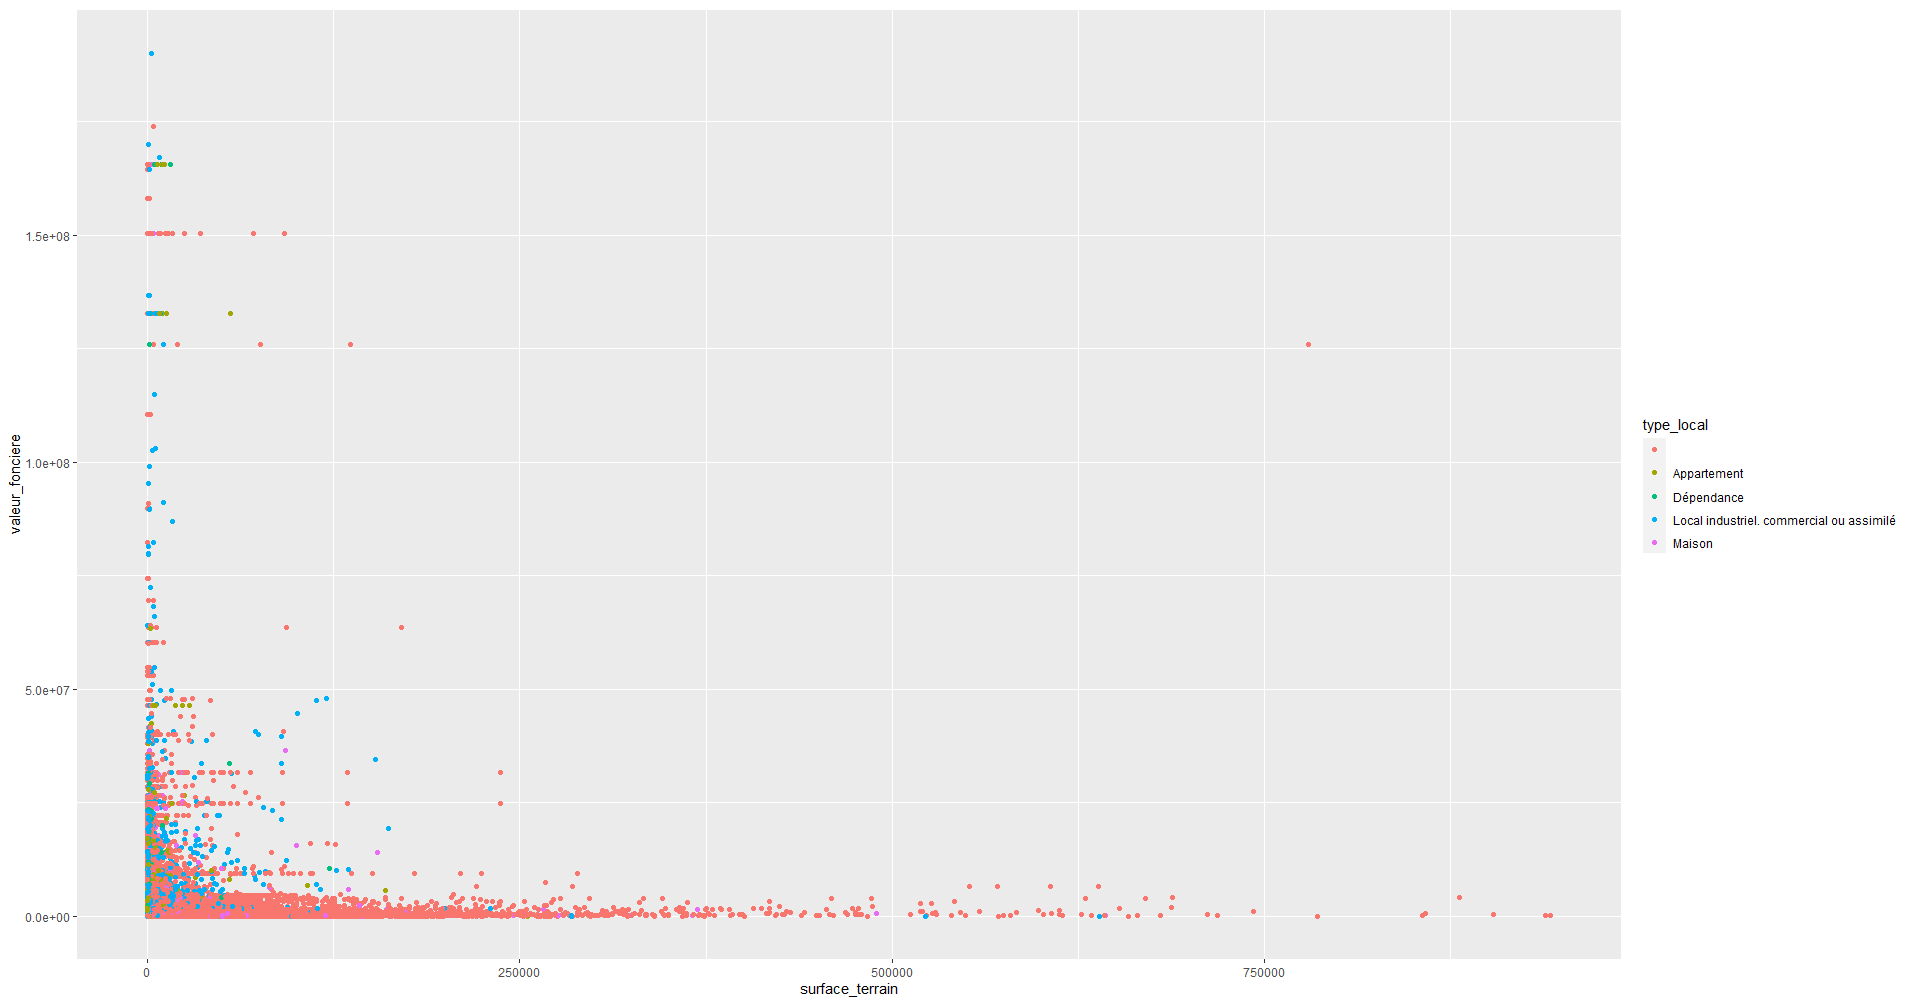 1.5e+08
1.0e+08
5.0e+07
0.0e+00
valeur_fonciere
0
250000
500000
750000
surface_terrain
type_local
Appartement
Dépendance
Local industriel. commercial ou assimilé
Maison